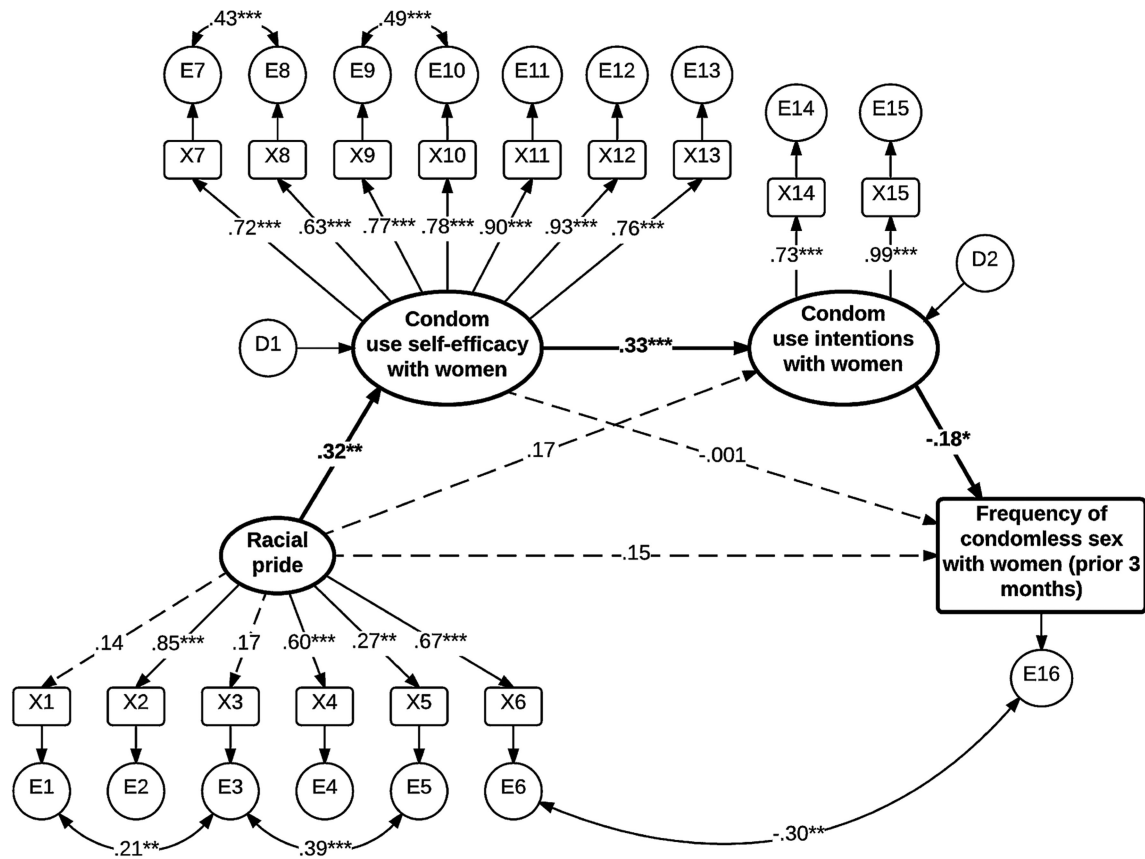 .43***
.49***
E7
E8
E9
E10
E11
E12
E13
E14
E15
X7
X8
X9
X10
X11
X12
X13
X14
X15
.72***
.63***
.77***
.78***
.90***
.93***
.76***
.73***
.99***
D2
D1
Condom
use self-efficacy
with women
.33***
Condom
use intentions
with women
.32**
.17
-.001
-.18*
Racial
pride
.15
Frequency of
condomless sex
with women (prior 3
months)
.14
.85***
.17
.60***
.27**
.67***
X1
X2
X3
X4
X5
X6
E16
E1
E2
E3
E4
E5
E6
.21**
.39***
-.30**